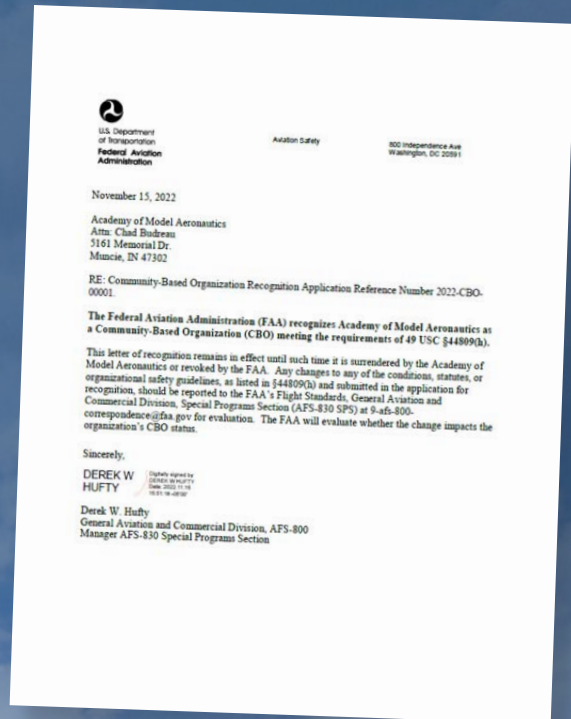 U.S. Department
of Transportation
Federal Aviation
Administration
Aviation Safety
800 Independence Ave
Washington, DC 20591
November 15, 2022
Academy of Model Aeronautics
Attn: Chad Budreau
5161 Memorial Dr.
Muncie, IN 47302
RE: Community-Based Organization Recognition Application Reference Number 2022-CBO-
00001.
The Federal Aviation Administration (FAA) recognizes Academy of Model Aeronautics as
a Community-Based Organization (CBO) meeting the requirements of 49 USC §44809(h).
This letter of recognition remains in effect until such time it is surrendered by the Academy of
Model Aeronautics or revoked by the FAA. Any changes to any of the conditions, statutes, or
organizational safety guidelines, as listed in §44809(h) and submitted in the application for
recognition, should be reported to the FAA's Flight Standards, General Aviation and
Commercial Division, Special Programs Section (AFS-830 SPS) at 9-afs-800-
correspondence@faa.gov for evaluation. The FAA will evaluate whether the change impacts the
organization's CBO status.
Sincerely,
DEREK W
HUFTY
Digitally signed by
DEREK W HUFTY
Date: 2022.11.15
Derek W. Hufty
General Aviation and Commercial Division, AFS-800
Manager AFS-830 Special Programs Section